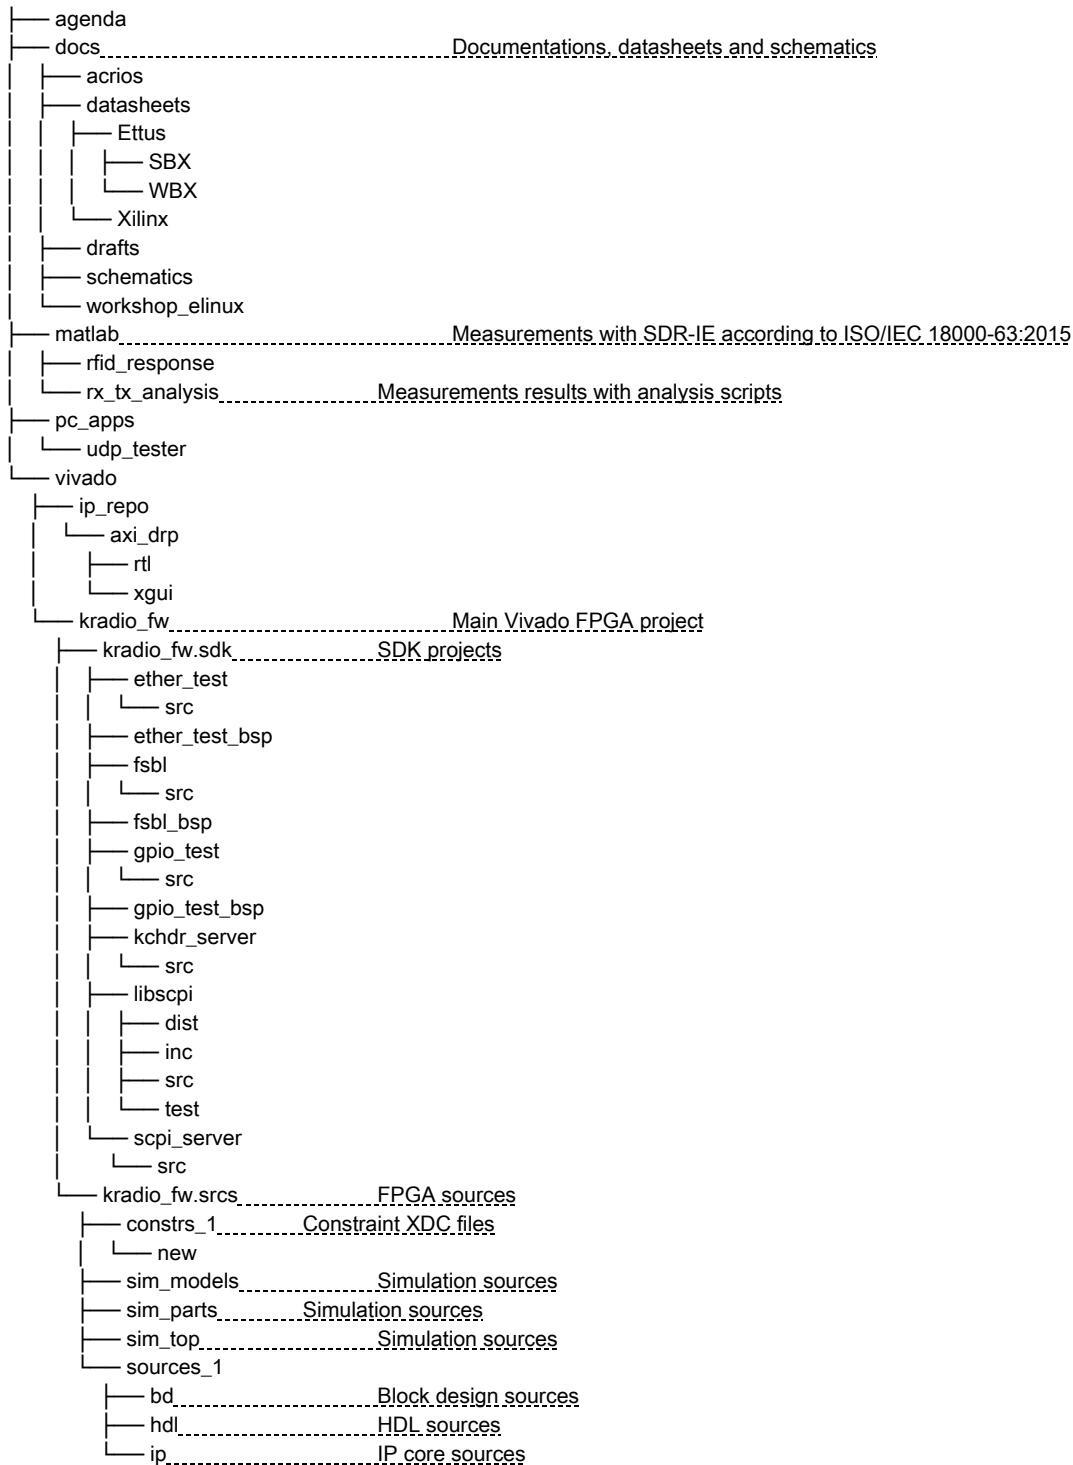 agenda
docs Documentations, datasheets and schematics
acrios
datasheets
Ettus
SBX
WBX
Xilinx
drafts
schematics
workshop_elinux
matlab Measurements with SDR-IE according to ISO/IEC 18000-63:2015
rfid_response
rx_tx_analysis Measurements results with analysis scripts
pc_apps
udp_tester
vivado
ip_repo
axi_drp
rtl
xgui
kradio_fw Main Vivado FPGA project
kradio_fw.sdk SDK projects
ether_test
src
ether_test_bsp
fsbl
src
fsbl_bsp
gpio_test
src
gpio_test_bsp
kchdr_server
src
libscpi
dist
inc
src
test
scpi_server
src
kradio_fw.srcs FPGA sources
constrs_1 Constraint XDC files
new
sim_models Simulation sources
sim_parts Simulation sources
sim_top Simulation sources
sources_1
bd Block design sources
hdl HDL sources
ip IP core sources